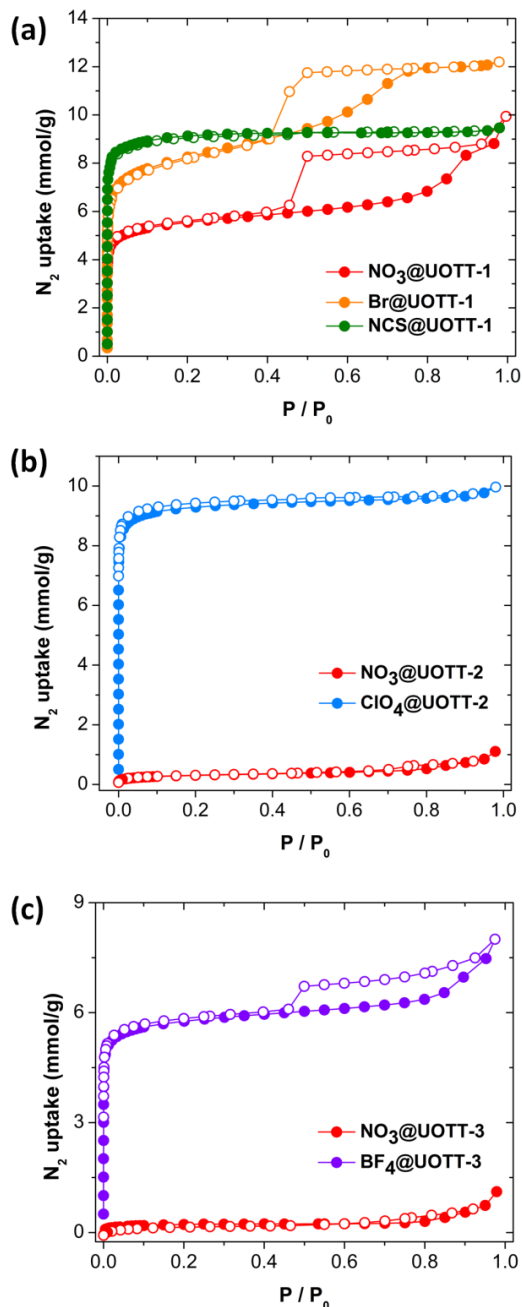 (a)
14
12
10
8
6
4
2
0
N₂ uptake (mmol/g)
NO₃@UOTT-1
Br@UOTT-1
NCS@UOTT-1
0.0 0.2 0.4 0.6 0.8 1.0
P / P₀
(b)
10
8
6
4
2
0
N₂ uptake (mmol/g)
NO₃@UOTT-2
ClO₄@UOTT-2
0.0 0.2 0.4 0.6 0.8 1.0
P / P₀
(c)
9
6
3
0
N₂ uptake (mmol/g)
NO₃@UOTT-3
BF₄@UOTT-3
0.0 0.2 0.4 0.6 0.8 1.0
P / P₀